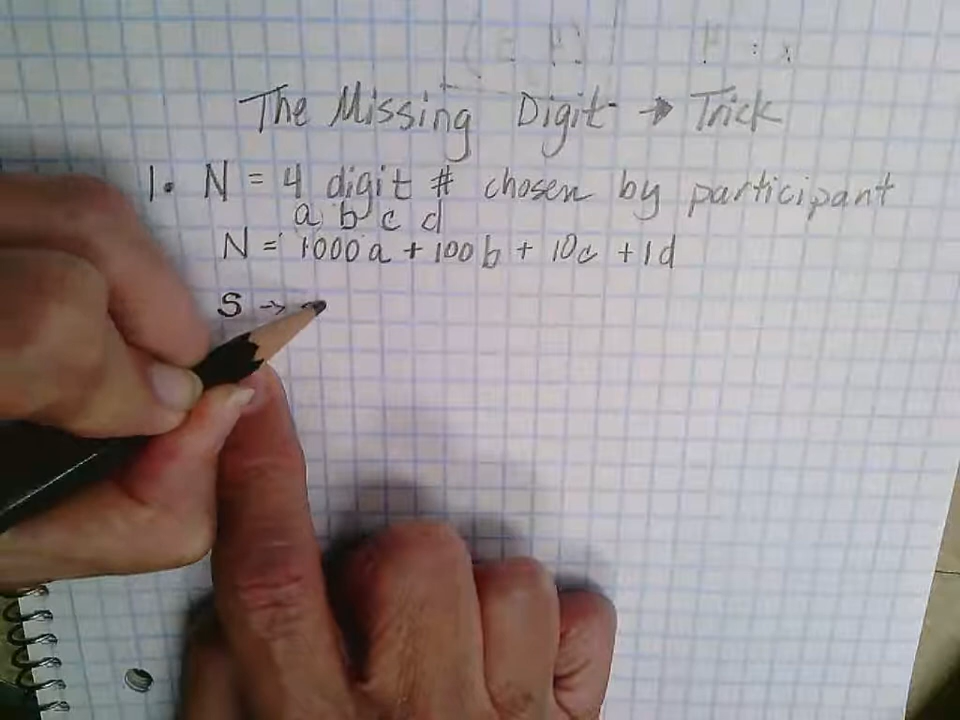 The Missing Digit → Trick
1. N = 4 digit # chosen by participant
a b c d
N = 1000a + 100b + 10c + 1d
S →